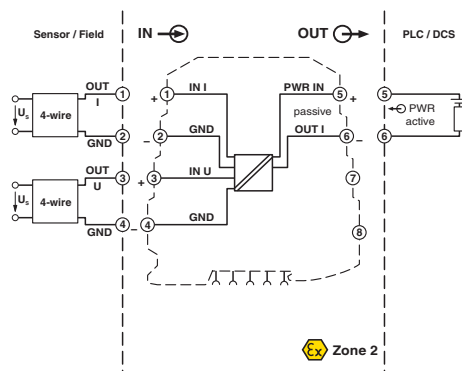 Sensor / Field
IN
OUT
PLC / DCS
OUT
I
1
1
IN I
PWR IN
5
5
+
+
Us
4-wire
passive
PWR
active
GND
2
2
GND
OUT I
6
6
−
−
OUT
U
3
3
IN U
7
+
Us
4-wire
GND
4
4
GND
8
−
Ex Zone 2